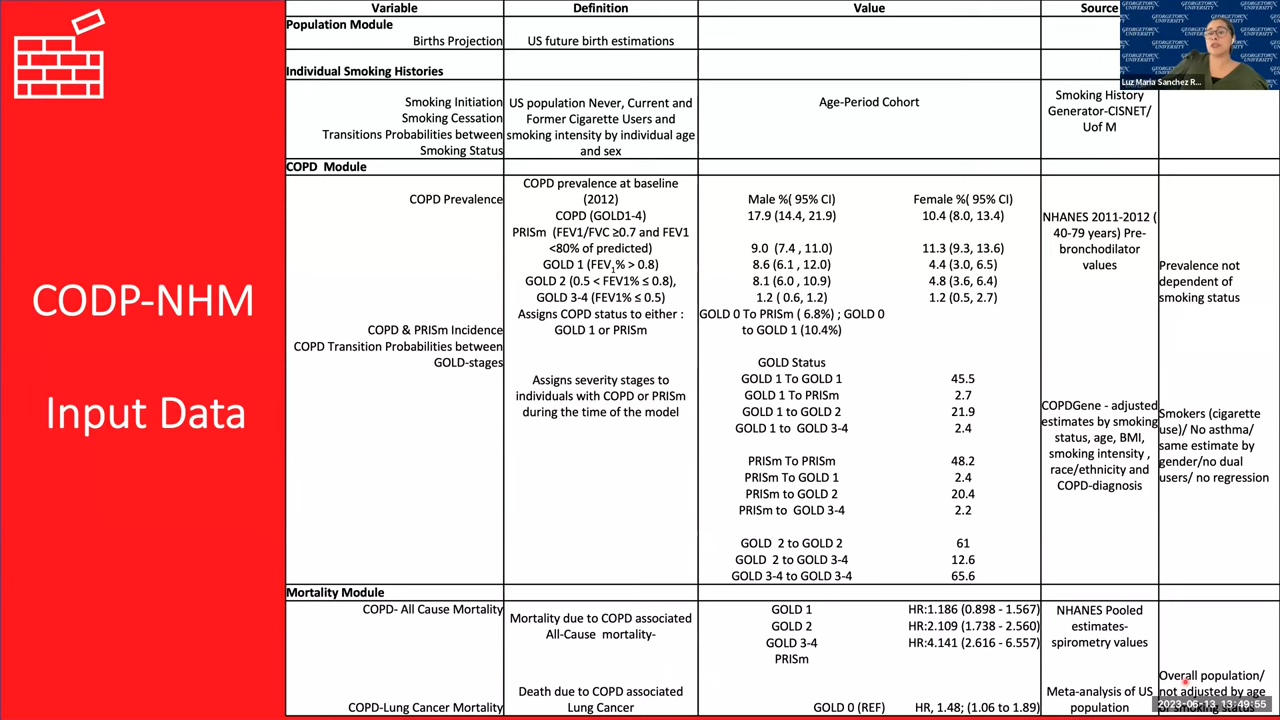 Variable Definition Value Source
Population Module
Births Projection US future birth estimations
Individual Smoking Histories
Smoking Initiation
Smoking Cessation
Transitions Probabilities between
Smoking Status
US population Never, Current and
Former Cigarette Users and
smoking intensity by individual age
and sex
Age-Period Cohort
Smoking History
Generator-CISNET/
Uof M
COPD Module
COPD Prevalence
COPD prevalence at baseline
(2012)
Male %( 95% CI) Female %( 95% CI)
COPD (GOLD1-4) 17.9 (14.4, 21.9) 10.4 (8.0, 13.4)
PRISm (FEV1/FVC ≥0.7 and FEV1
<80% of predicted) 9.0 (7.4 , 11.0) 11.3 (9.3, 13.6)
GOLD 1 (FEV1% > 0.8) 8.6 (6.1 , 12.0) 4.4 (3.0, 6.5)
GOLD 2 (0.5 < FEV1% ≤ 0.8), 8.1 (6.0 , 10.9) 4.8 (3.6, 6.4)
GOLD 3-4 (FEV1% ≤ 0.5) 1.2 ( 0.6, 1.2) 1.2 (0.5, 2.7)
NHANES 2011-2012 (
40-79 years) Pre-
bronchodilator
values
Prevalence not
dependent of
smoking status
COPD & PRISm Incidence
Assigns COPD status to either :
GOLD 1 or PRISm
GOLD 0 To PRISm ( 6.8%) ; GOLD 0
to GOLD 1 (10.4%)
COPD Transition Probabilities between
GOLD-stages
Assigns severity stages to
individuals with COPD or PRISm
during the time of the model
GOLD Status
GOLD 1 To GOLD 1 45.5
GOLD 1 To PRISm 2.7
GOLD 1 to GOLD 2 21.9
GOLD 1 to GOLD 3-4 2.4
PRISm To PRISm 48.2
PRISm To GOLD 1 2.4
PRISm to GOLD 2 20.4
PRISm to GOLD 3-4 2.2
GOLD 2 to GOLD 2 61
GOLD 2 to GOLD 3-4 12.6
GOLD 3-4 to GOLD 3-4 65.6
COPDGene - adjusted
estimates by smoking
status, age, BMI,
smoking intensity ,
race/ethnicity and
COPD-diagnosis
Smokers (cigarette
use)/ No asthma/
same estimate by
gender/no dual
users/ no regression
Mortality Module
COPD- All Cause Mortality
Mortality due to COPD associated
All-Cause mortality-
GOLD 1 HR:1.186 (0.898 - 1.567)
GOLD 2 HR:2.109 (1.738 - 2.560)
GOLD 3-4 HR:4.141 (2.616 - 6.557)
PRISm
NHANES Pooled
estimates-
spirometry values
COPD-Lung Cancer Mortality
Death due to COPD associated
Lung Cancer
GOLD 0 (REF) HR, 1.48; (1.06 to 1.89)
Meta-analysis of US
population
Overall population/
not adjusted by age
CODP-NHM
Input Data
GEORGETOWN
UNIVERSITY
Luz Maria Sanchez R...
2023-06-13 13:49:55